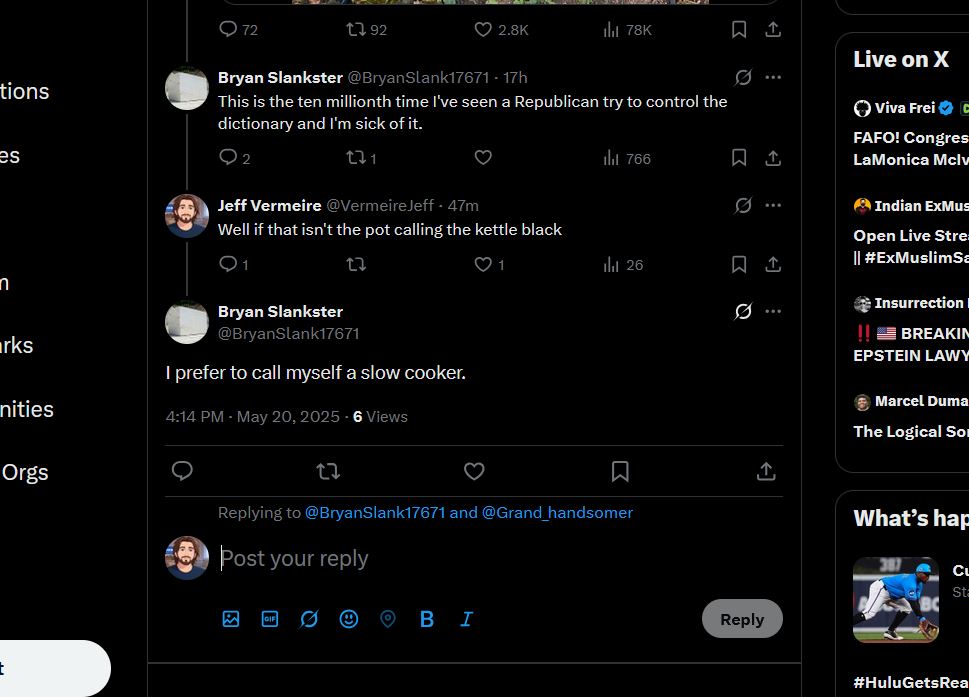 72 92 2.8K 78K
Bryan Slankster @BryanSlank17671 · 17h
This is the ten millionth time I've seen a Republican try to control the
dictionary and I'm sick of it.
2 1 766
Jeff Vermeire @VermeireJeff · 47m
Well if that isn't the pot calling the kettle black
1 1 26
Bryan Slankster
@BryanSlank17671
I prefer to call myself a slow cooker.
4:14 PM · May 20, 2025 · 6 Views
Replying to @BryanSlank17671 and @Grand_handsomer
Post your reply
GIF
B I
Reply
tions
es
m
arks
nities
Orgs
t
Live on X
Viva Frei
FAFO! Congres
LaMonica McIv
Indian ExMus
Open Live Strea
|| #ExMuslimSa
Insurrection
‼️ 🇺🇸 BREAKIN
EPSTEIN LAWY
Marcel Duma
The Logical So
What's hap
Cu
Sta
#HuluGetsRea